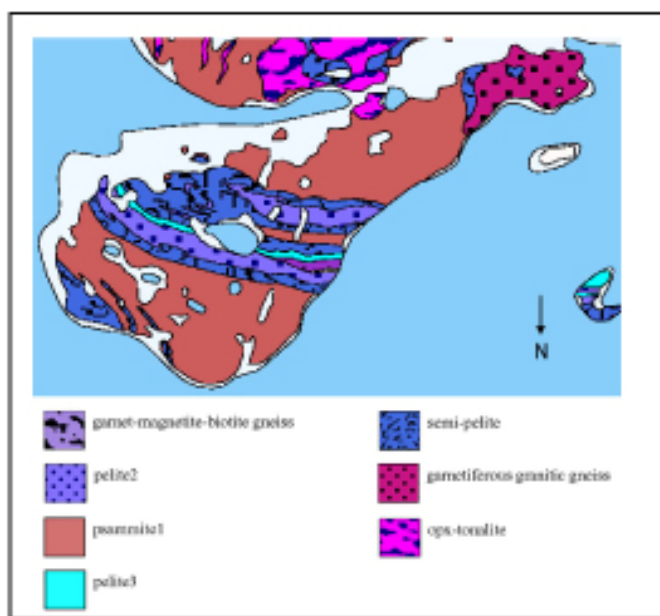 N
garnet-magnetite-biotite gneiss
semi-pelite
pelite2
garnetiferous granitic gneiss
psammite1
opx-tonalite
pelite3